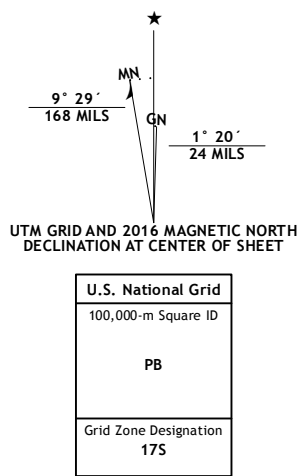 ★
MN
9° 29´
168 MILS
GN
1° 20´
24 MILS
UTM GRID AND 2016 MAGNETIC NORTH
DECLINATION AT CENTER OF SHEET
U.S. National Grid
100,000-m Square ID
PB
Grid Zone Designation
17S